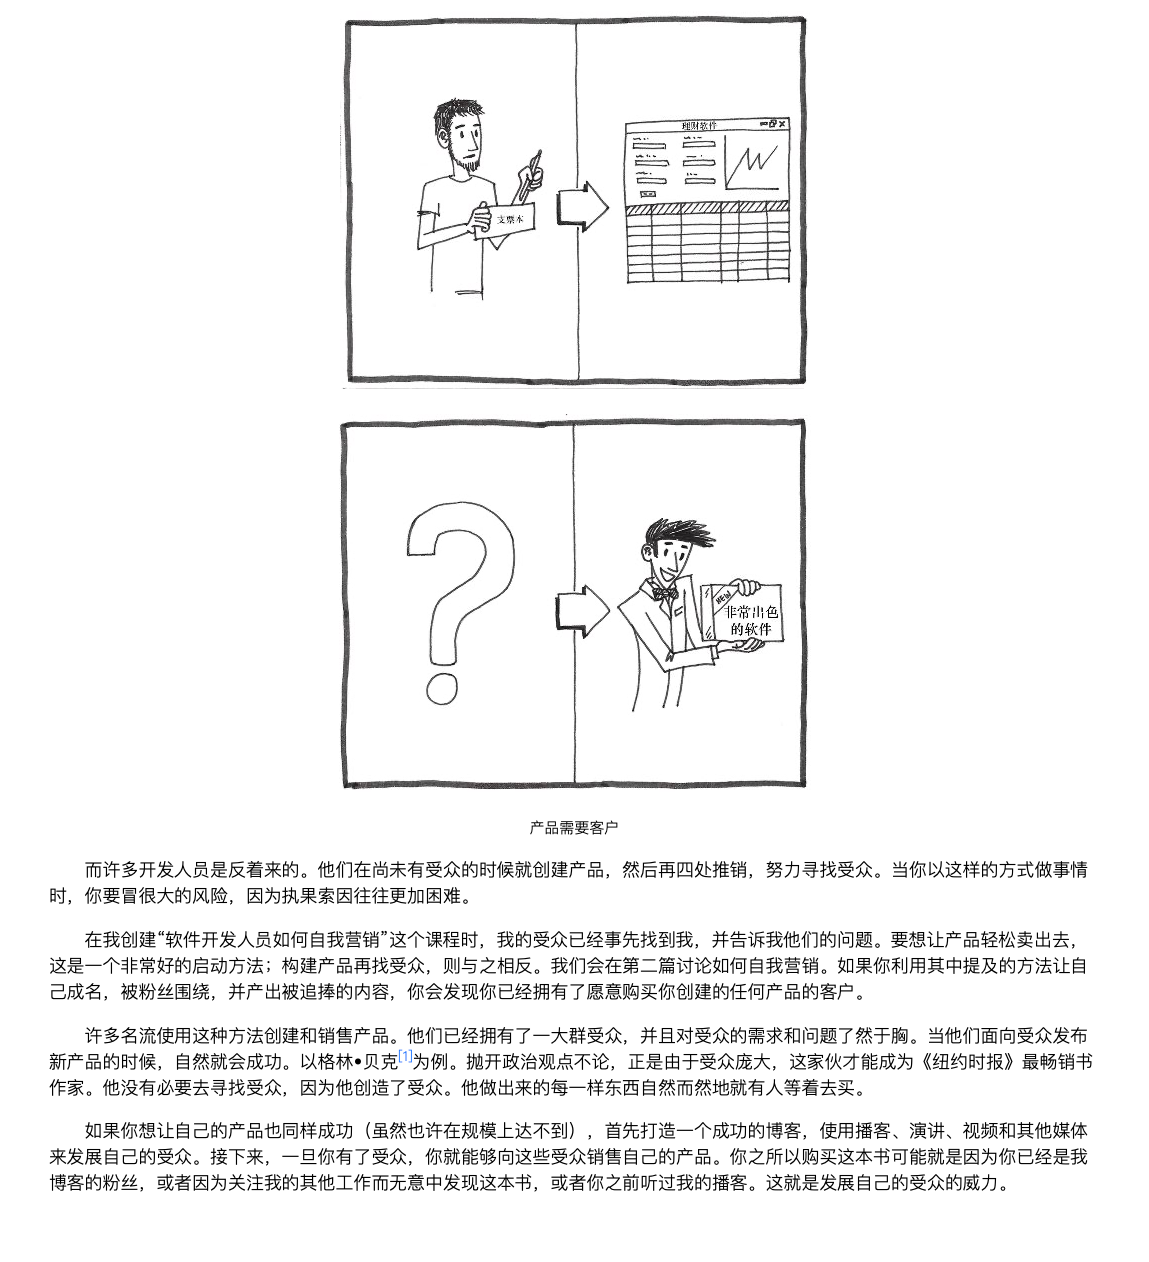 理财软件
支票本
NEW
非常出色
的软件
产品需要客户
而许多开发人员是反着来的。他们在尚未有受众的时候就创建产品，然后再四处推销，努力寻找受众。当你以这样的方式做事情
时，你要冒很大的风险，因为执果索因往往更加困难。
在我创建“软件开发人员如何自我营销”这个课程时，我的受众已经事先找到我，并告诉我他们的问题。要想让产品轻松卖出去，
这是一个非常好的启动方法；构建产品再找受众，则与之相反。我们会在第二篇讨论如何自我营销。如果你利用其中提及的方法让自
己成名，被粉丝围绕，并产出被追捧的内容，你会发现你已经拥有了愿意购买你创建的任何产品的客户。
许多名流使用这种方法创建和销售产品。他们已经拥有了一大群受众，并且对受众的需求和问题了然于胸。当他们面向受众发布
新产品的时候，自然就会成功。以格林•贝克[1]为例。抛开政治观点不论，正是由于受众庞大，这家伙才能成为《纽约时报》最畅销书
作家。他没有必要去寻找受众，因为他创造了受众。他做出来的每一样东西自然而然地就有人等着去买。
如果你想让自己的产品也同样成功（虽然也许在规模上达不到），首先打造一个成功的博客，使用播客、演讲、视频和其他媒体
来发展自己的受众。接下来，一旦你有了受众，你就能够向这些受众销售自己的产品。你之所以购买这本书可能就是因为你已经是我
博客的粉丝，或者因为关注我的其他工作而无意中发现这本书，或者你之前听过我的播客。这就是发展自己的受众的威力。